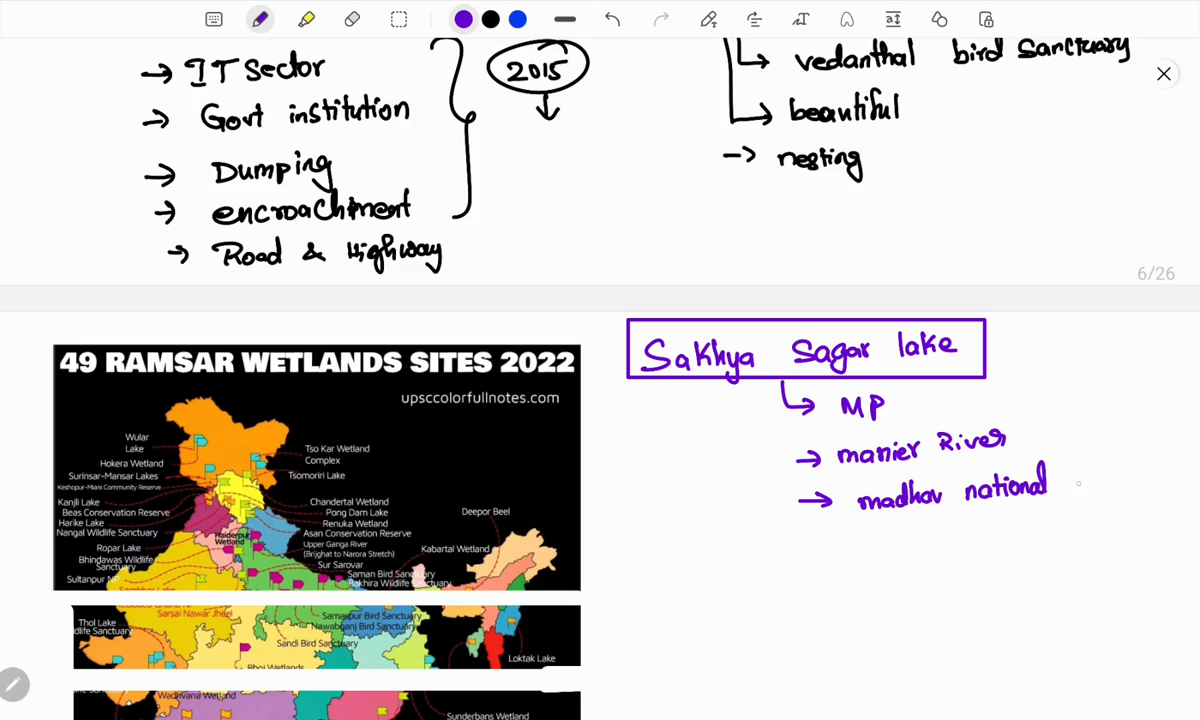 → IT Sector
→ Govt institution
→ Dumping
→ encroachment
→ Road & Highway
2015
vedanthal bird Sanctuary
→ beautiful
→ nesting
6/26
49 RAMSAR WETLANDS SITES 2022
upsccolorfullnotes.com
Wular
Lake
Hokera Wetland
Surinsar-Mansar Lakes
Keshopur-Miani Community Reserve
Kanjli Lake
Beas Conservation Reserve
Harike Lake
Nangal Wildlife Sanctuary
Ropar Lake
Bhindawas Wildlife
Sanctuary
Sultanpur NP
Haiderpur
Wetland
Tso Kar Wetland
Complex
Tsomoriri Lake
Chandertal Wetland
Pong Dam Lake
Renuka Wetland
Asan Conservation Reserve
Upper Ganga River
(Brijghat to Narora Stretch)
Sur Sarovar
Saman Bird Sanctuary
Bakhira Wildlife Sanctuary
Deepor Beel
Kabartal Wetland
Sarsai Nawar Jheel
Thol Lake
ldlife Sanctuary
Samaspur Bird Sanctuary
Nawabganj Bird Sanctuary
Sandi Bird Sanctuary
Loktak Lake
Bhoj Wetlands
Wadhvana Wetland
Sunderbans Wetland
Sakhya Sagar lake
→ MP
→ manier River
→ madhav national